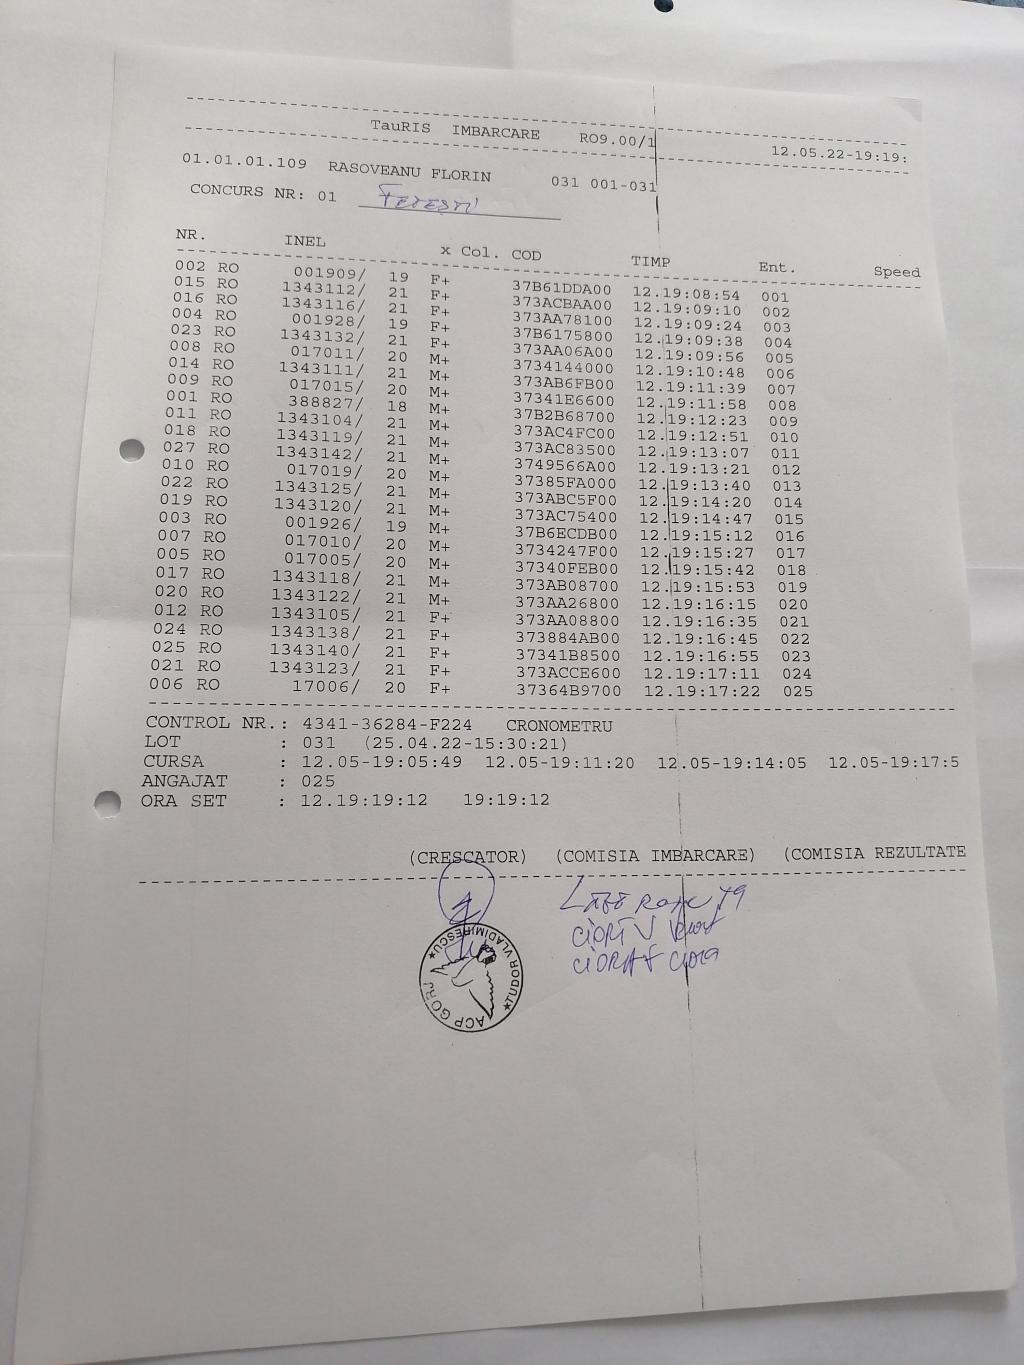 TauRIS IMBARCARE RO9.00/1 12.05.22-19:19:
01.01.01.109 RASOVEANU FLORIN 031 001-031
CONCURS NR: 01 FETESTI
NR. INEL x Col. COD TIMP Ent. Speed
002 RO 001909/ 19 F+ 37B61DDA00 12.19:08:54 001
015 RO 1343112/ 21 F+ 373ACBAA00 12.19:09:10 002
016 RO 1343116/ 21 F+ 373AA78100 12.19:09:24 003
004 RO 001928/ 19 F+ 37B6175800 12.19:09:38 004
023 RO 1343132/ 21 F+ 373AA06A00 12.19:09:56 005
008 RO 017011/ 20 M+ 3734144000 12.19:10:48 006
014 RO 1343111/ 21 M+ 373AB6FB00 12.19:11:39 007
009 RO 017015/ 20 M+ 37341E6600 12.19:11:58 008
001 RO 388827/ 18 M+ 37B2B68700 12.19:12:23 009
011 RO 1343104/ 21 M+ 373AC4FC00 12.19:12:51 010
018 RO 1343119/ 21 M+ 373AC83500 12.19:13:07 011
027 RO 1343142/ 21 M+ 3749566A00 12.19:13:21 012
010 RO 017019/ 20 M+ 37385FA000 12.19:13:40 013
022 RO 1343125/ 21 M+ 373ABC5F00 12.19:14:20 014
019 RO 1343120/ 21 M+ 373AC75400 12.19:14:47 015
003 RO 001926/ 19 M+ 37B6ECDB00 12.19:15:12 016
007 RO 017010/ 20 M+ 3734247F00 12.19:15:27 017
005 RO 017005/ 20 M+ 37340FEB00 12.19:15:42 018
017 RO 1343118/ 21 M+ 373AB08700 12.19:15:53 019
020 RO 1343122/ 21 M+ 373AA26800 12.19:16:15 020
012 RO 1343105/ 21 F+ 373AA08800 12.19:16:35 021
024 RO 1343138/ 21 F+ 373884AB00 12.19:16:45 022
025 RO 1343140/ 21 F+ 37341B8500 12.19:16:55 023
021 RO 1343123/ 21 F+ 373ACCE600 12.19:17:11 024
006 RO 17006/ 20 F+ 37364B9700 12.19:17:22 025
CONTROL NR.: 4341-36284-F224 CRONOMETRU
LOT : 031 (25.04.22-15:30:21)
CURSA : 12.05-19:05:49 12.05-19:11:20 12.05-19:14:05 12.05-19:17:5
ANGAJAT : 025
ORA SET : 12.19:19:12 19:19:12
(CRESCATOR) (COMISIA IMBARCARE) (COMISIA REZULTATE
ACP GORJ TUDOR VLADIMIRESCU